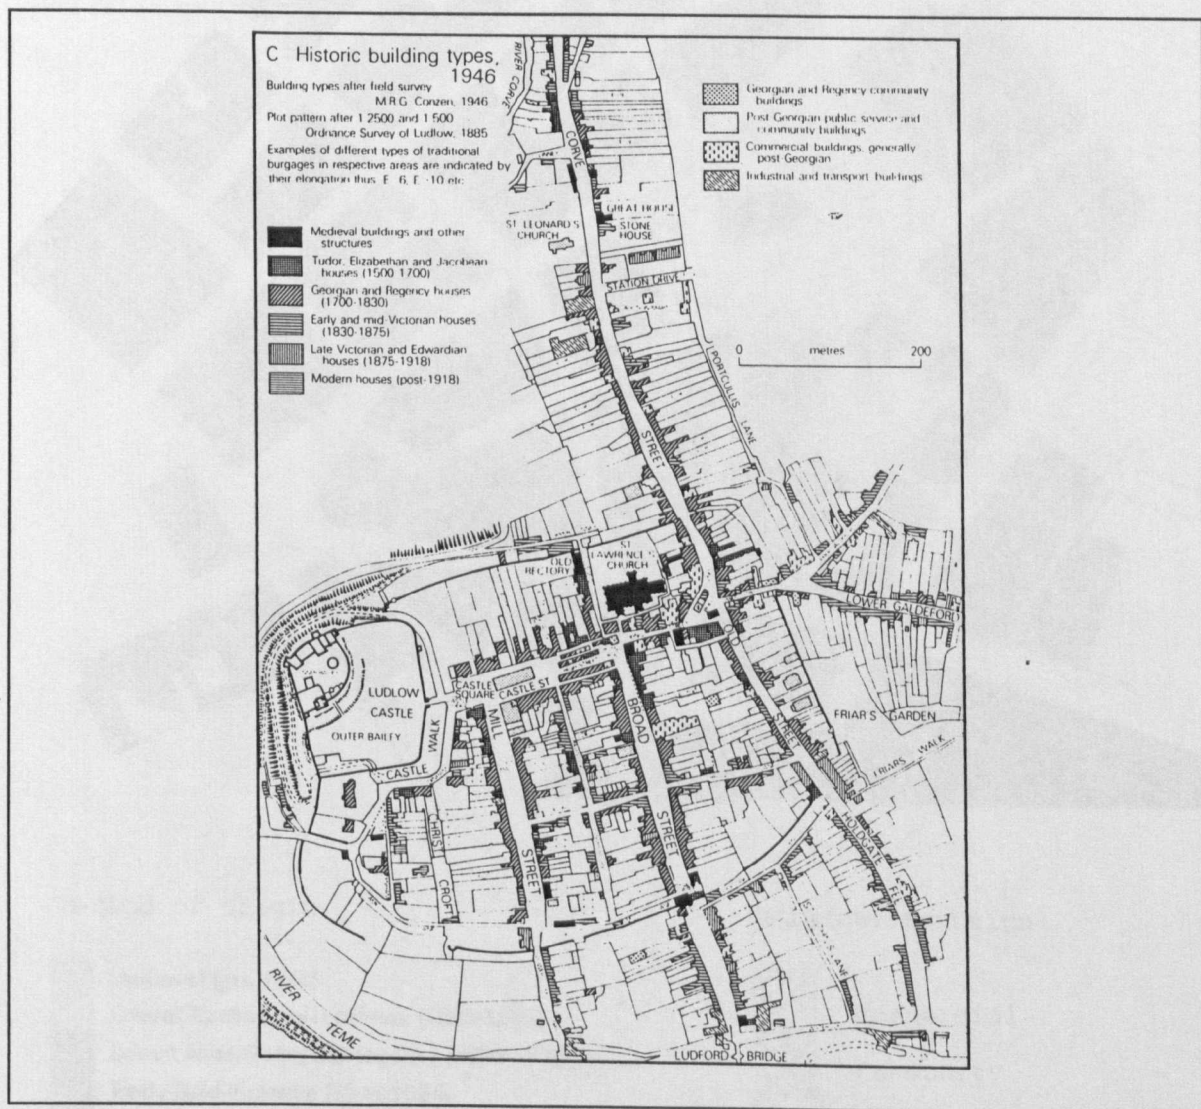 C Historic building types,
1946
Building types after field survey
M.R.G. Conzen, 1946
Plot pattern after 1 2500 and 1 500
Ordnance Survey of Ludlow, 1885
Examples of different types of traditional
burgages in respective areas are indicated by
their elongation thus
Medieval buildings and other
structures
Tudor, Elizabethan and Jacobean
houses (1500-1700)
Georgian and Regency houses
(1700-1830)
Early and mid-Victorian houses
(1830-1875)
Late Victorian and Edwardian
houses (1875-1918)
Modern houses (post-1918)
Georgian and Regency community
buildings
Post Georgian public service and
community buildings
Commercial buildings, generally
post-Georgian
Industrial and transport buildings
0 metres 200
RIVER CORVE
CORVE
GREAT HOUSE
ST. LEONARD'S
CHURCH
STONE
HOUSE
STATION DRIVE
PORTCULLIS LANE
STREET
ST.
LAWRENCE'S
CHURCH
OLD
RECTORY
LOWER GALDEFORD
LUDLOW
CASTLE
OUTER BAILEY
CASTLE
SQUARE
CASTLE ST
CASTLE WALK
MILL
STREET
BROAD
STREET
STREET
FRIAR'S GARDEN
FRIARS WALK
HOLDGATE
LANE
CROFT
RIVER TEME
LUDFORD BRIDGE